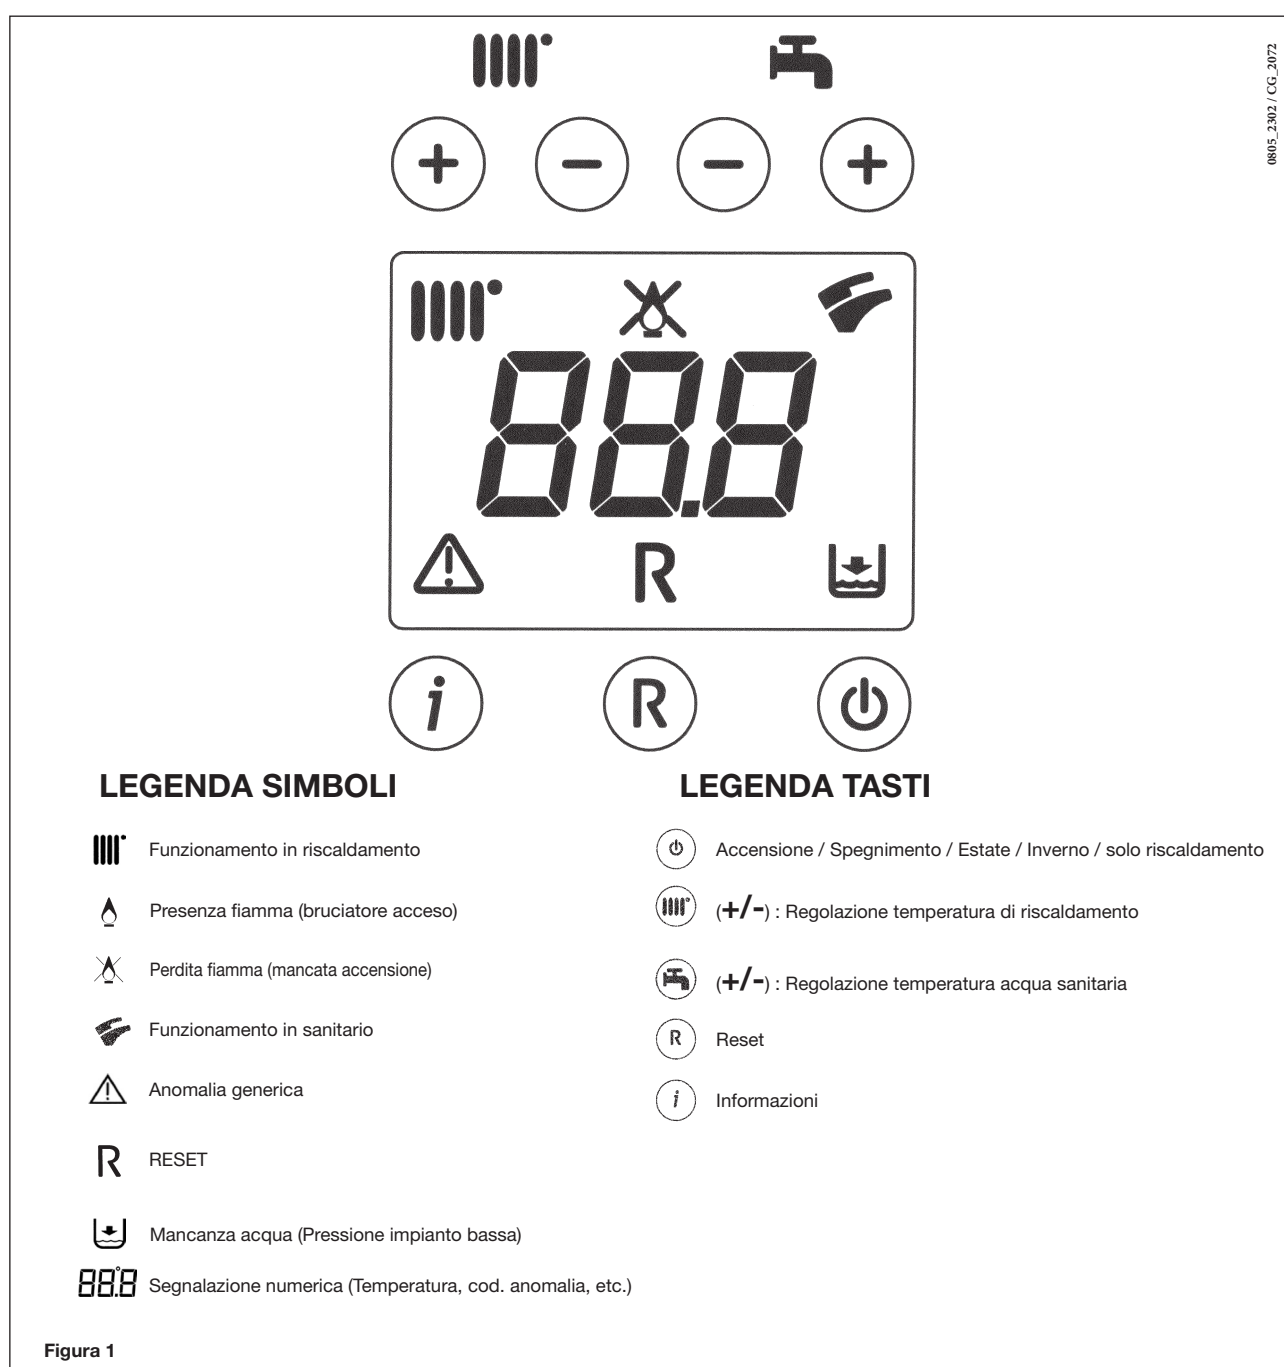 0805_2302 / CG_2072
+ - - +
88.8
R
i R
LEGENDA SIMBOLI
Funzionamento in riscaldamento
Presenza fiamma (bruciatore acceso)
Perdita fiamma (mancata accensione)
Funzionamento in sanitario
Anomalia generica
R RESET
Mancanza acqua (Pressione impianto bassa)
88.8 Segnalazione numerica (Temperatura, cod. anomalia, etc.)
LEGENDA TASTI
Accensione / Spegnimento / Estate / Inverno / solo riscaldamento
(+/-) : Regolazione temperatura di riscaldamento
(+/-) : Regolazione temperatura acqua sanitaria
R Reset
i Informazioni
Figura 1